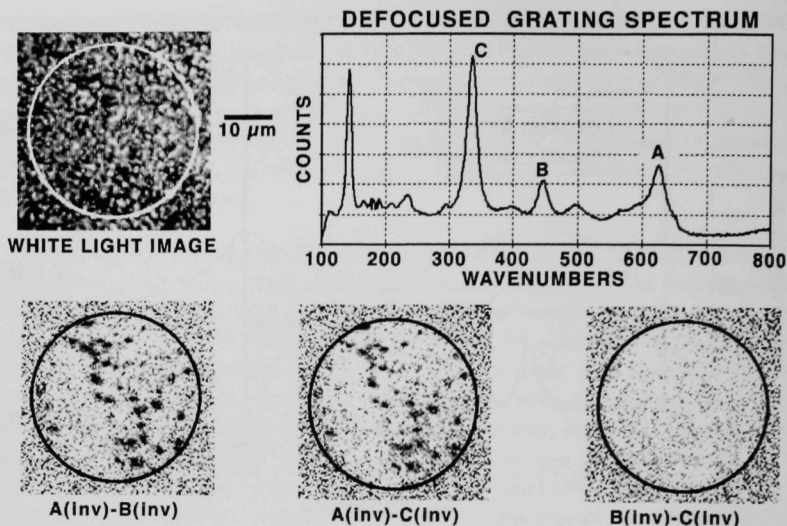 DEFOCUSED GRATING SPECTRUM
C
B
A
10 µm
COUNTS
100 200 300 400 500 600 700 800
WAVENUMBERS
WHITE LIGHT IMAGE
A(inv)-B(inv)
A(inv)-C(inv)
B(inv)-C(inv)